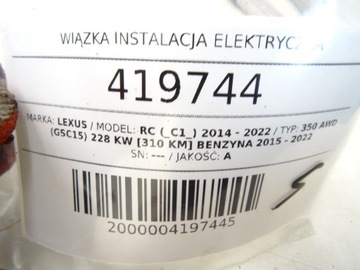 WIĄZKA INSTALACJA
419744
MARKA: LEXUS / MODEL: RC (_C1_) 2014 - 2022 / TYP: 350 AWD
(GSC15) 228 KW [310 KM] BENZYNA 2015 - 2022
SN: --- / JAKOŚĆ: A
2000004197445